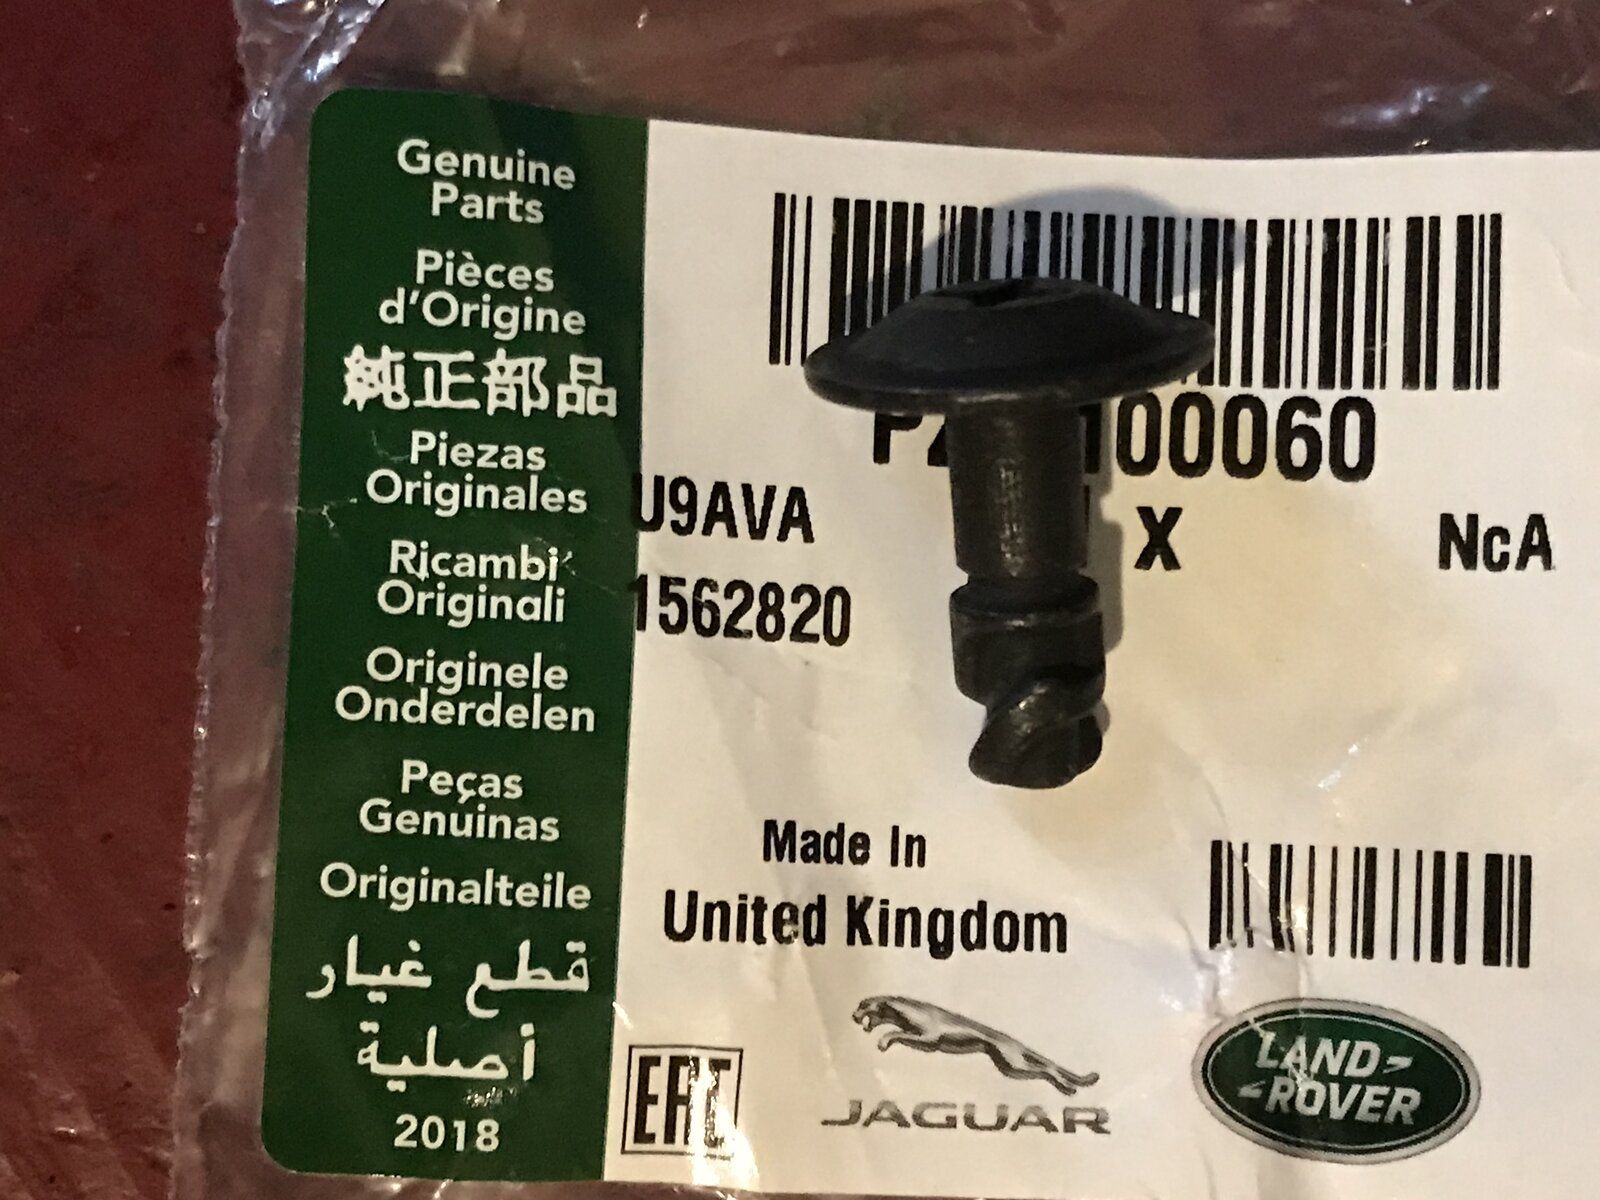 Genuine
Parts
Pièces
d'Origine
純正部品
Piezas
Originales
Ricambi
Originali
Originele
Onderdelen
Peças
Genuinas
Originalteile
قطع غيار
أصلية
2018
00060
U9AVA
X
NcA
1562820
Made In
United Kingdom
EAC
JAGUAR
LAND
ROVER